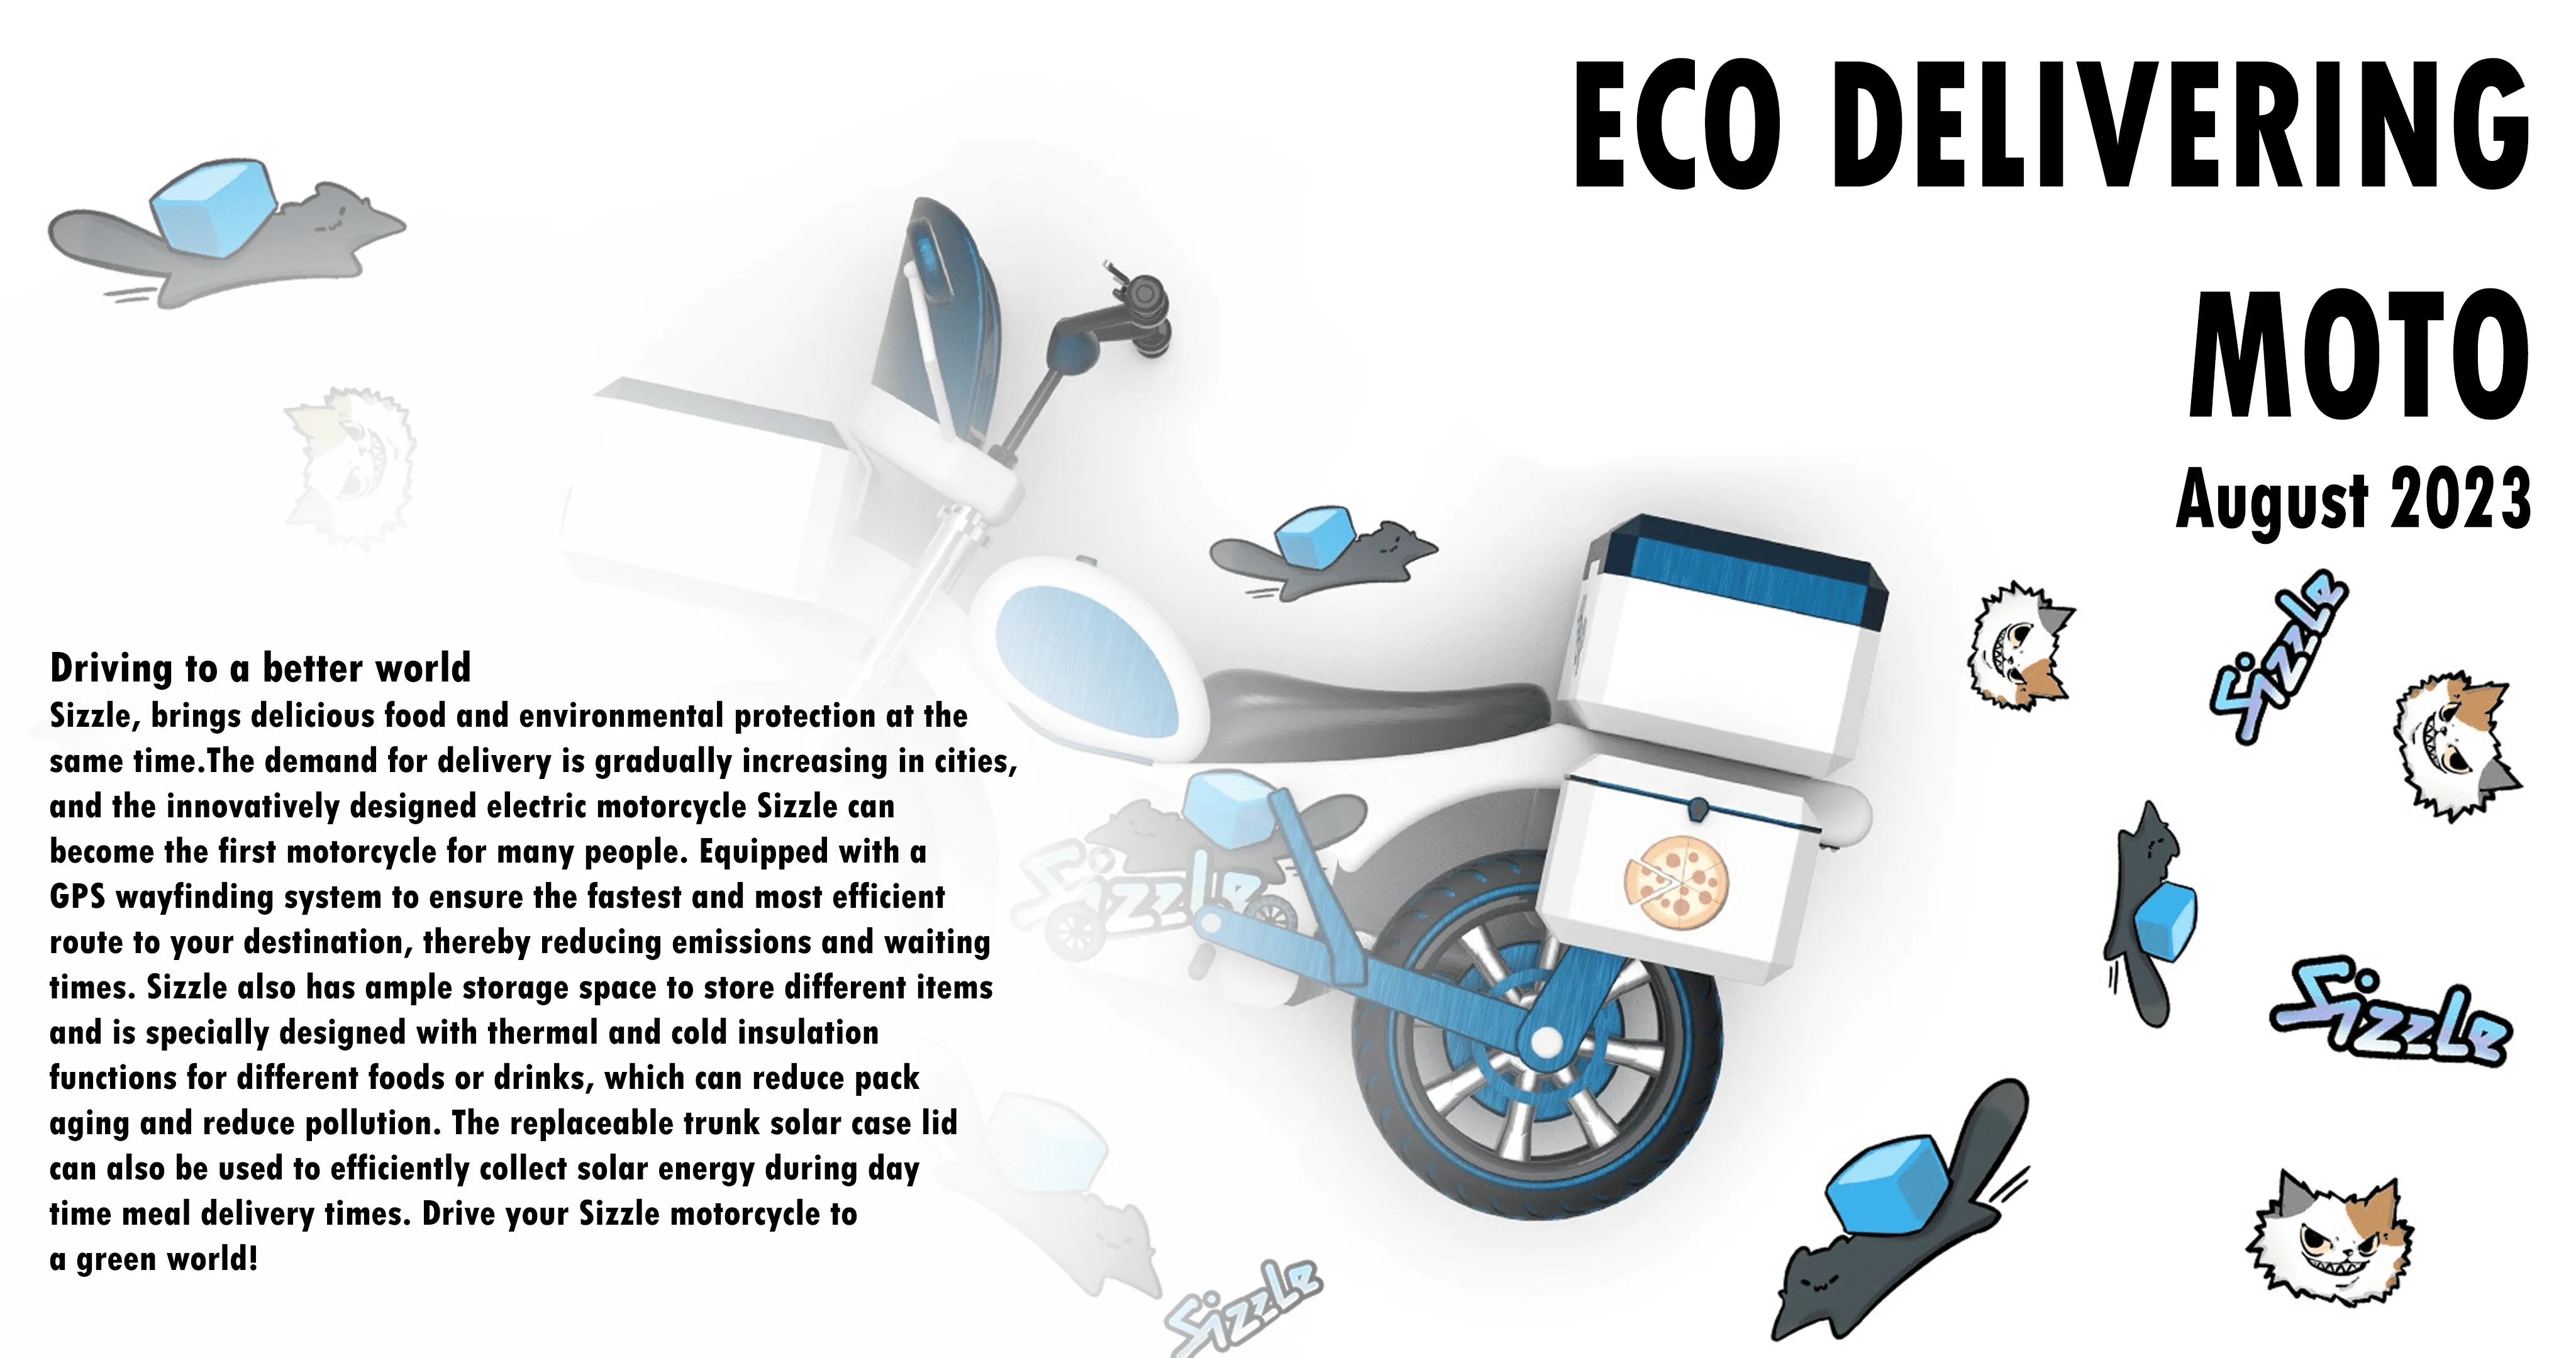 ECO DELIVERING
MOTO
August 2023
Driving to a better world
Sizzle, brings delicious food and environmental protection at the
same time.The demand for delivery is gradually increasing in cities,
and the innovatively designed electric motorcycle Sizzle can
become the first motorcycle for many people. Equipped with a
GPS wayfinding system to ensure the fastest and most efficient
route to your destination, thereby reducing emissions and waiting
times. Sizzle also has ample storage space to store different items
and is specially designed with thermal and cold insulation
functions for different foods or drinks, which can reduce pack
aging and reduce pollution. The replaceable trunk solar case lid
can also be used to efficiently collect solar energy during day
time meal delivery times. Drive your Sizzle motorcycle to
a green world!
Sizzle
Sizzle
Sizzle
Sizzle